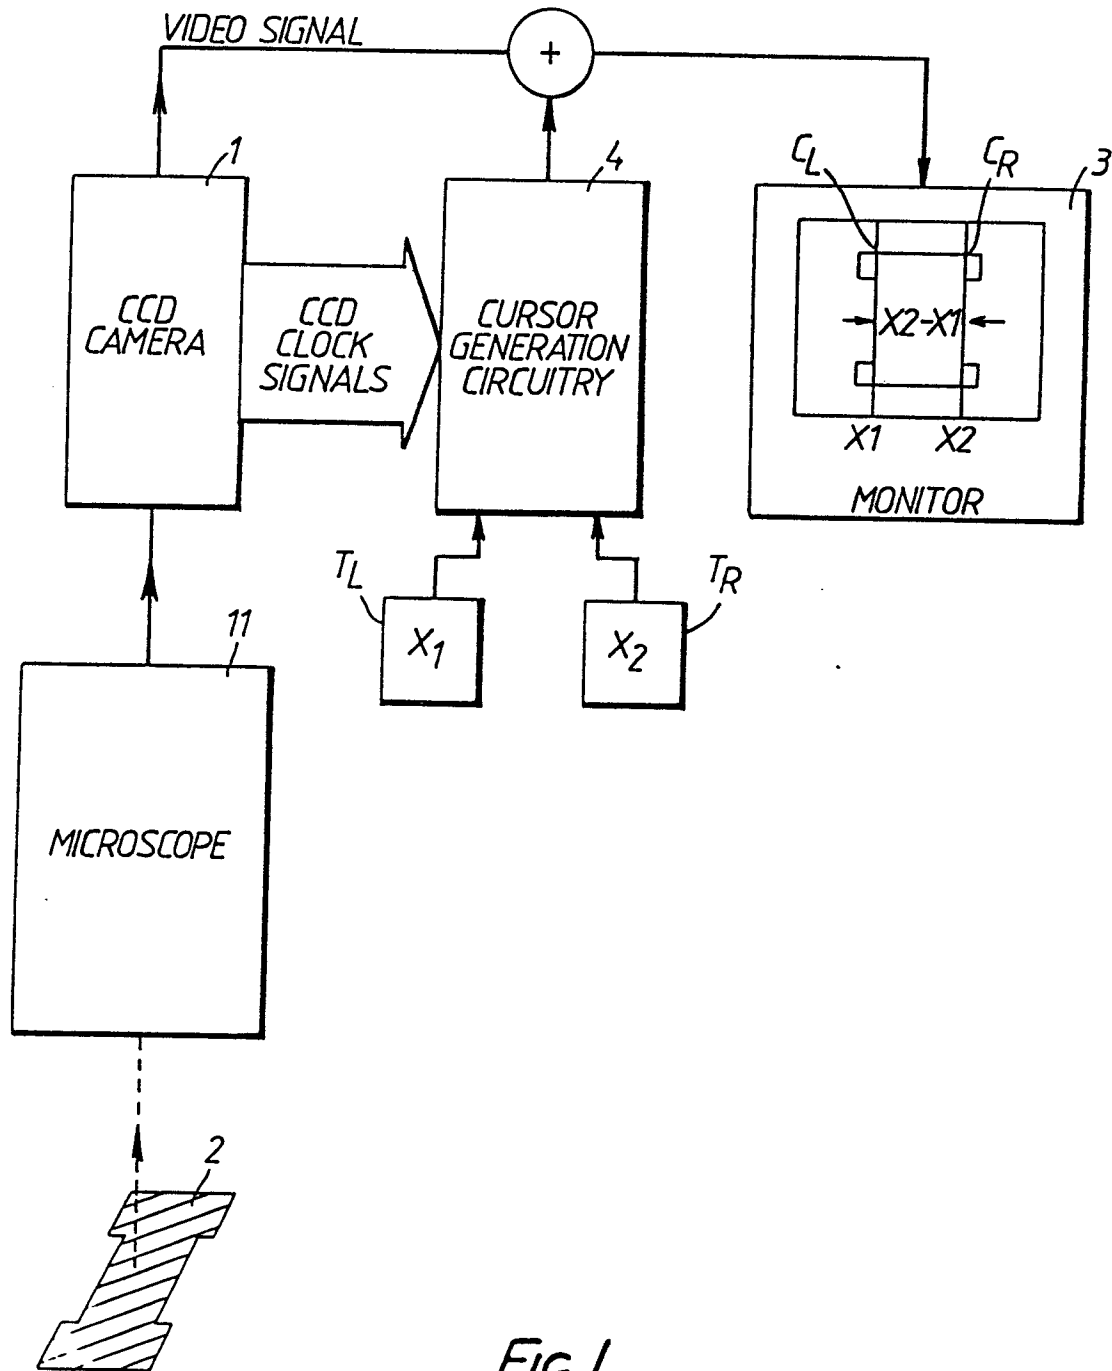 VIDEO SIGNAL
+
1
4
CL
CR
3
CCD
CAMERA
CCD
CLOCK
SIGNALS
CURSOR
GENERATION
CIRCUITRY
X2-X1
X1
X2
MONITOR
TL
X1
X2
TR
11
MICROSCOPE
2
FIG. 1.